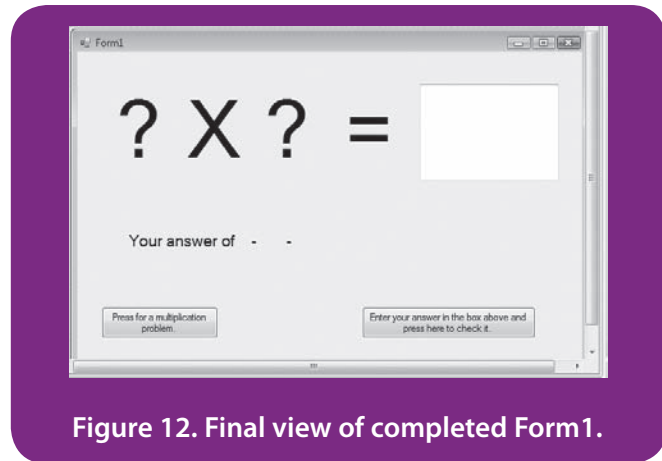 Form1
? X ? =
Your answer of - -
Press for a multiplication
problem.
Enter your answer in the box above and
press here to check it.
Figure 12. Final view of completed Form1.